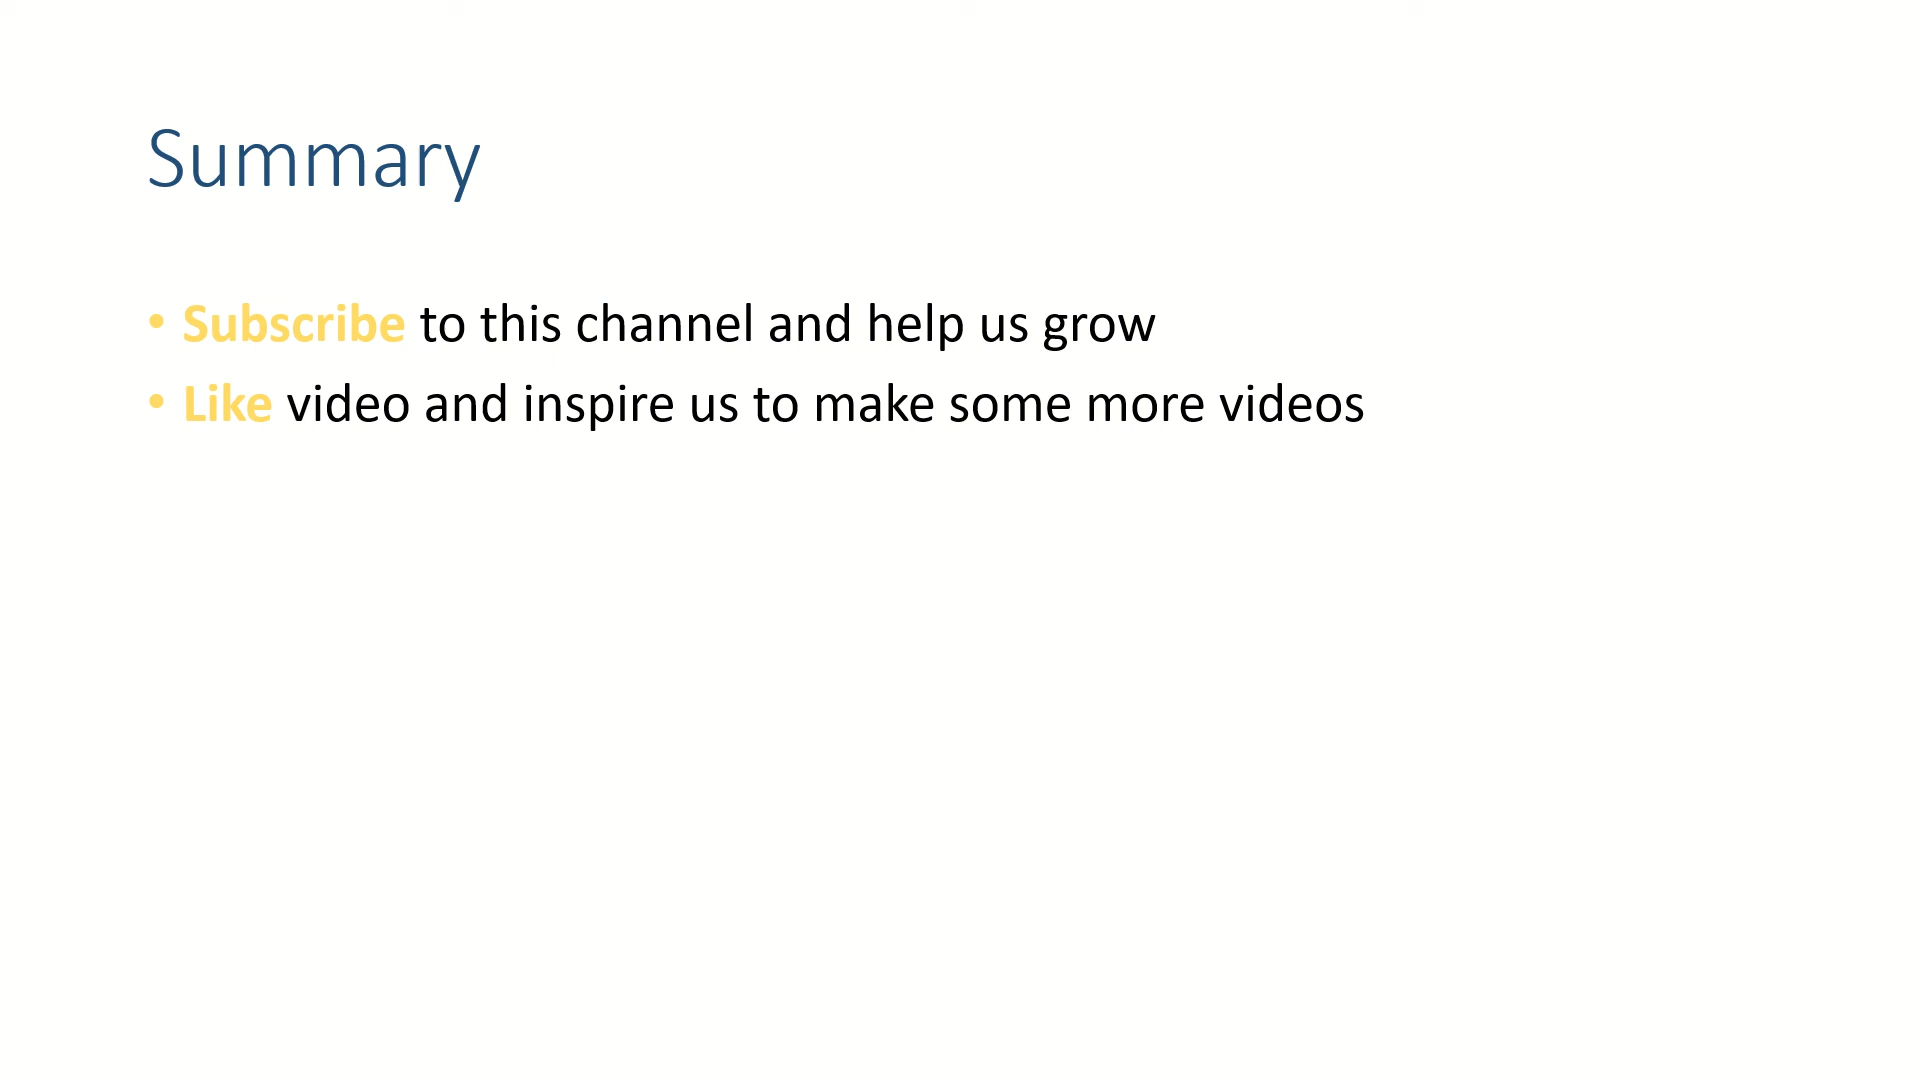 Summary
• Subscribe to this channel and help us grow
• Like video and inspire us to make some more videos